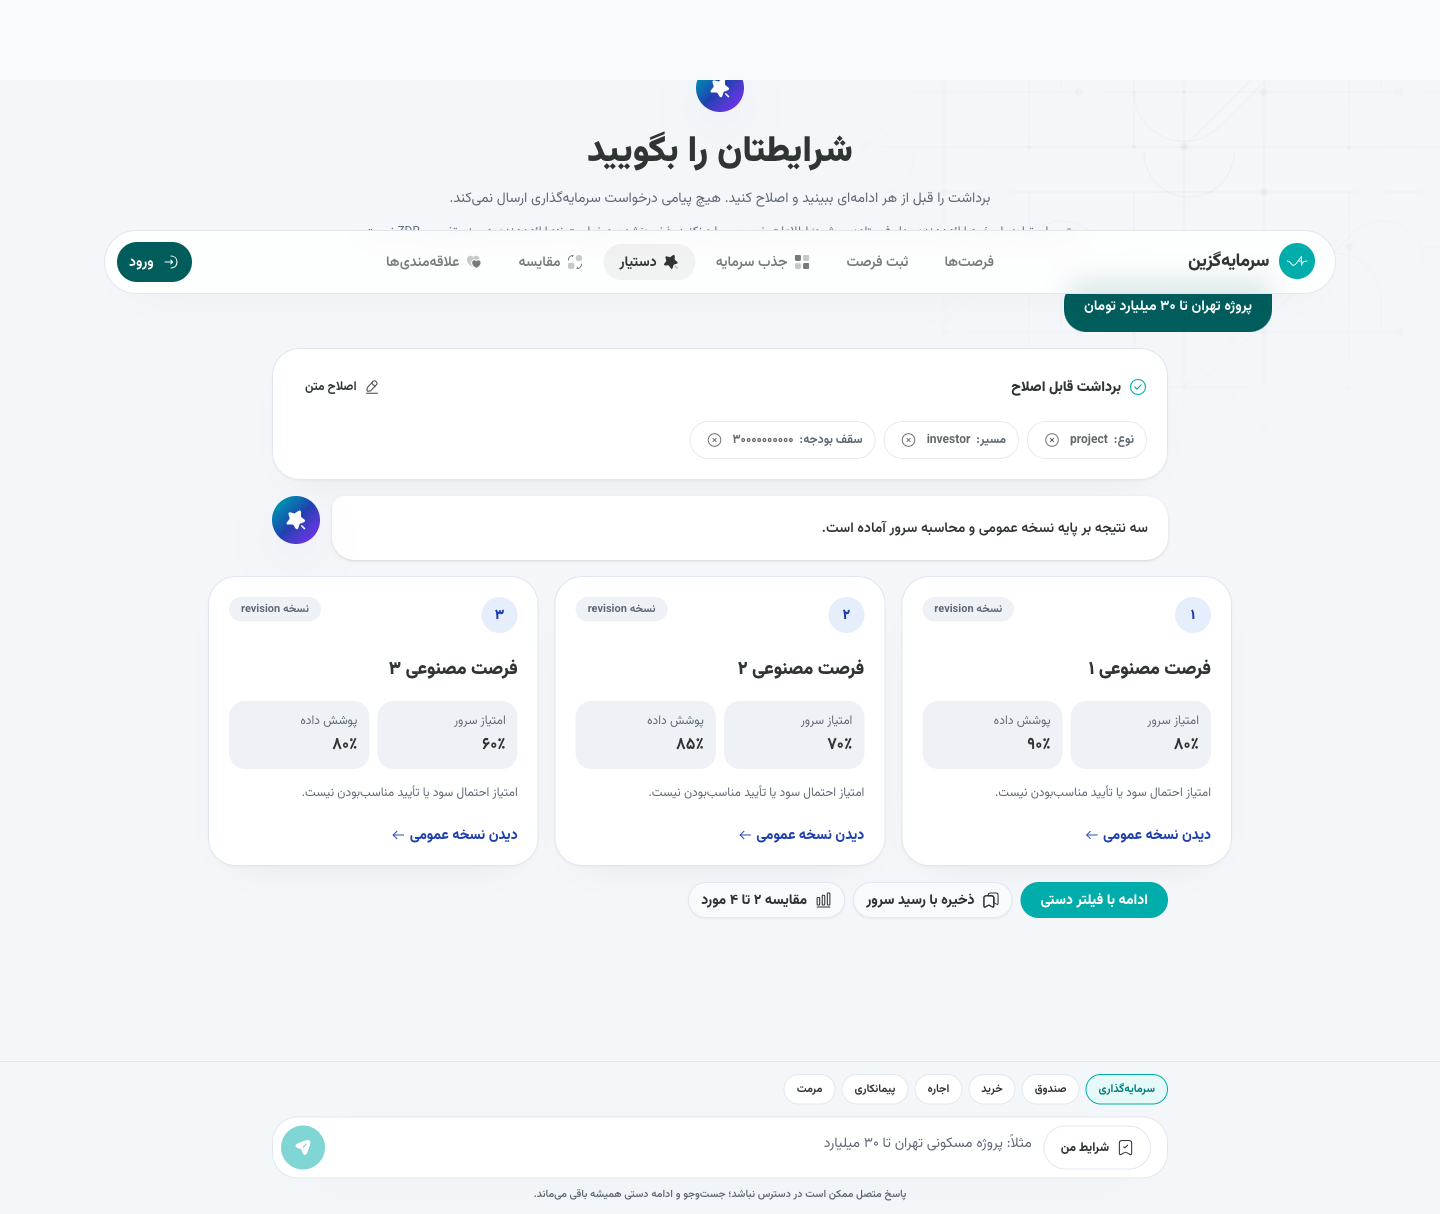 شرایطتان را بگویید
برداشت را قبل از هر ادامه‌ای ببینید و اصلاح کنید. هیچ پیامی درخواست سرمایه‌گذاری ارسال نمی‌کند.
سرمایه‌گزین
فرصت‌ها
ثبت فرصت
جذب سرمایه
دستیار
مقایسه
علاقه‌مندی‌ها
ورود
پروژه تهران تا ۳۰ میلیارد تومان
برداشت قابل اصلاح
اصلاح متن
نوع: project
مسیر: investor
سقف بودجه: ۳۰۰۰۰۰۰۰۰۰۰
سه نتیجه بر پایه نسخه عمومی و محاسبه سرور آماده است.
۱
نسخه revision
فرصت مصنوعی ۱
امتیاز سرور
۸۰٪
پوشش داده
۹۰٪
امتیاز احتمال سود یا تأیید مناسب‌بودن نیست.
دیدن نسخه عمومی ←
۲
نسخه revision
فرصت مصنوعی ۲
امتیاز سرور
۷۰٪
پوشش داده
۸۵٪
امتیاز احتمال سود یا تأیید مناسب‌بودن نیست.
دیدن نسخه عمومی ←
۳
نسخه revision
فرصت مصنوعی ۳
امتیاز سرور
۶۰٪
پوشش داده
۸۰٪
امتیاز احتمال سود یا تأیید مناسب‌بودن نیست.
دیدن نسخه عمومی ←
ادامه با فیلتر دستی
ذخیره با رسید سرور
مقایسه ۲ تا ۴ مورد
سرمایه‌گذاری
صندوق
خرید
اجاره
پیمانکاری
مرمت
شرایط من
مثلاً: پروژه مسکونی تهران تا ۳۰ میلیارد
پاسخ متصل ممکن است در دسترس نباشد؛ جست‌وجو و ادامه دستی همیشه باقی می‌ماند.